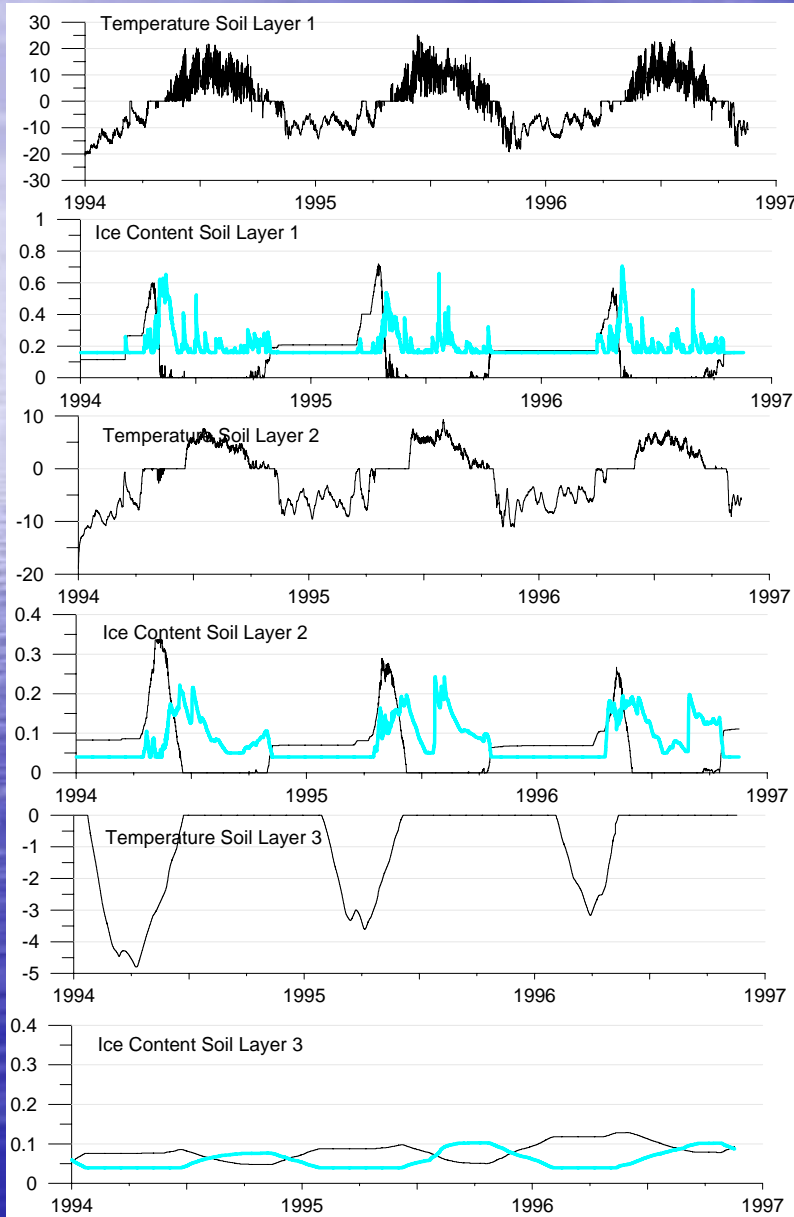 Temperature Soil Layer 1
30
20
10
0
-10
-20
-30
1994 1995 1996 1997
Ice Content Soil Layer 1
1
0.8
0.6
0.4
0.2
0
1994 1995 1996 1997
Temperature Soil Layer 2
10
0
-10
-20
1994 1995 1996 1997
Ice Content Soil Layer 2
0.4
0.3
0.2
0.1
0
1994 1995 1996 1997
Temperature Soil Layer 3
0
-1
-2
-3
-4
-5
1994 1995 1996 1997
Ice Content Soil Layer 3
0.4
0.3
0.2
0.1
0
1994 1995 1996 1997